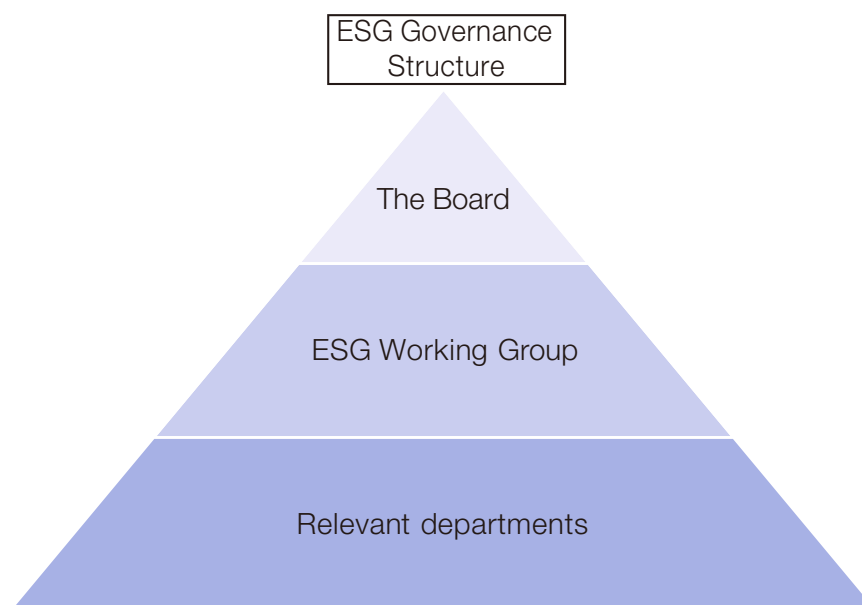 ESG Governance
Structure
The Board
ESG Working Group
Relevant departments